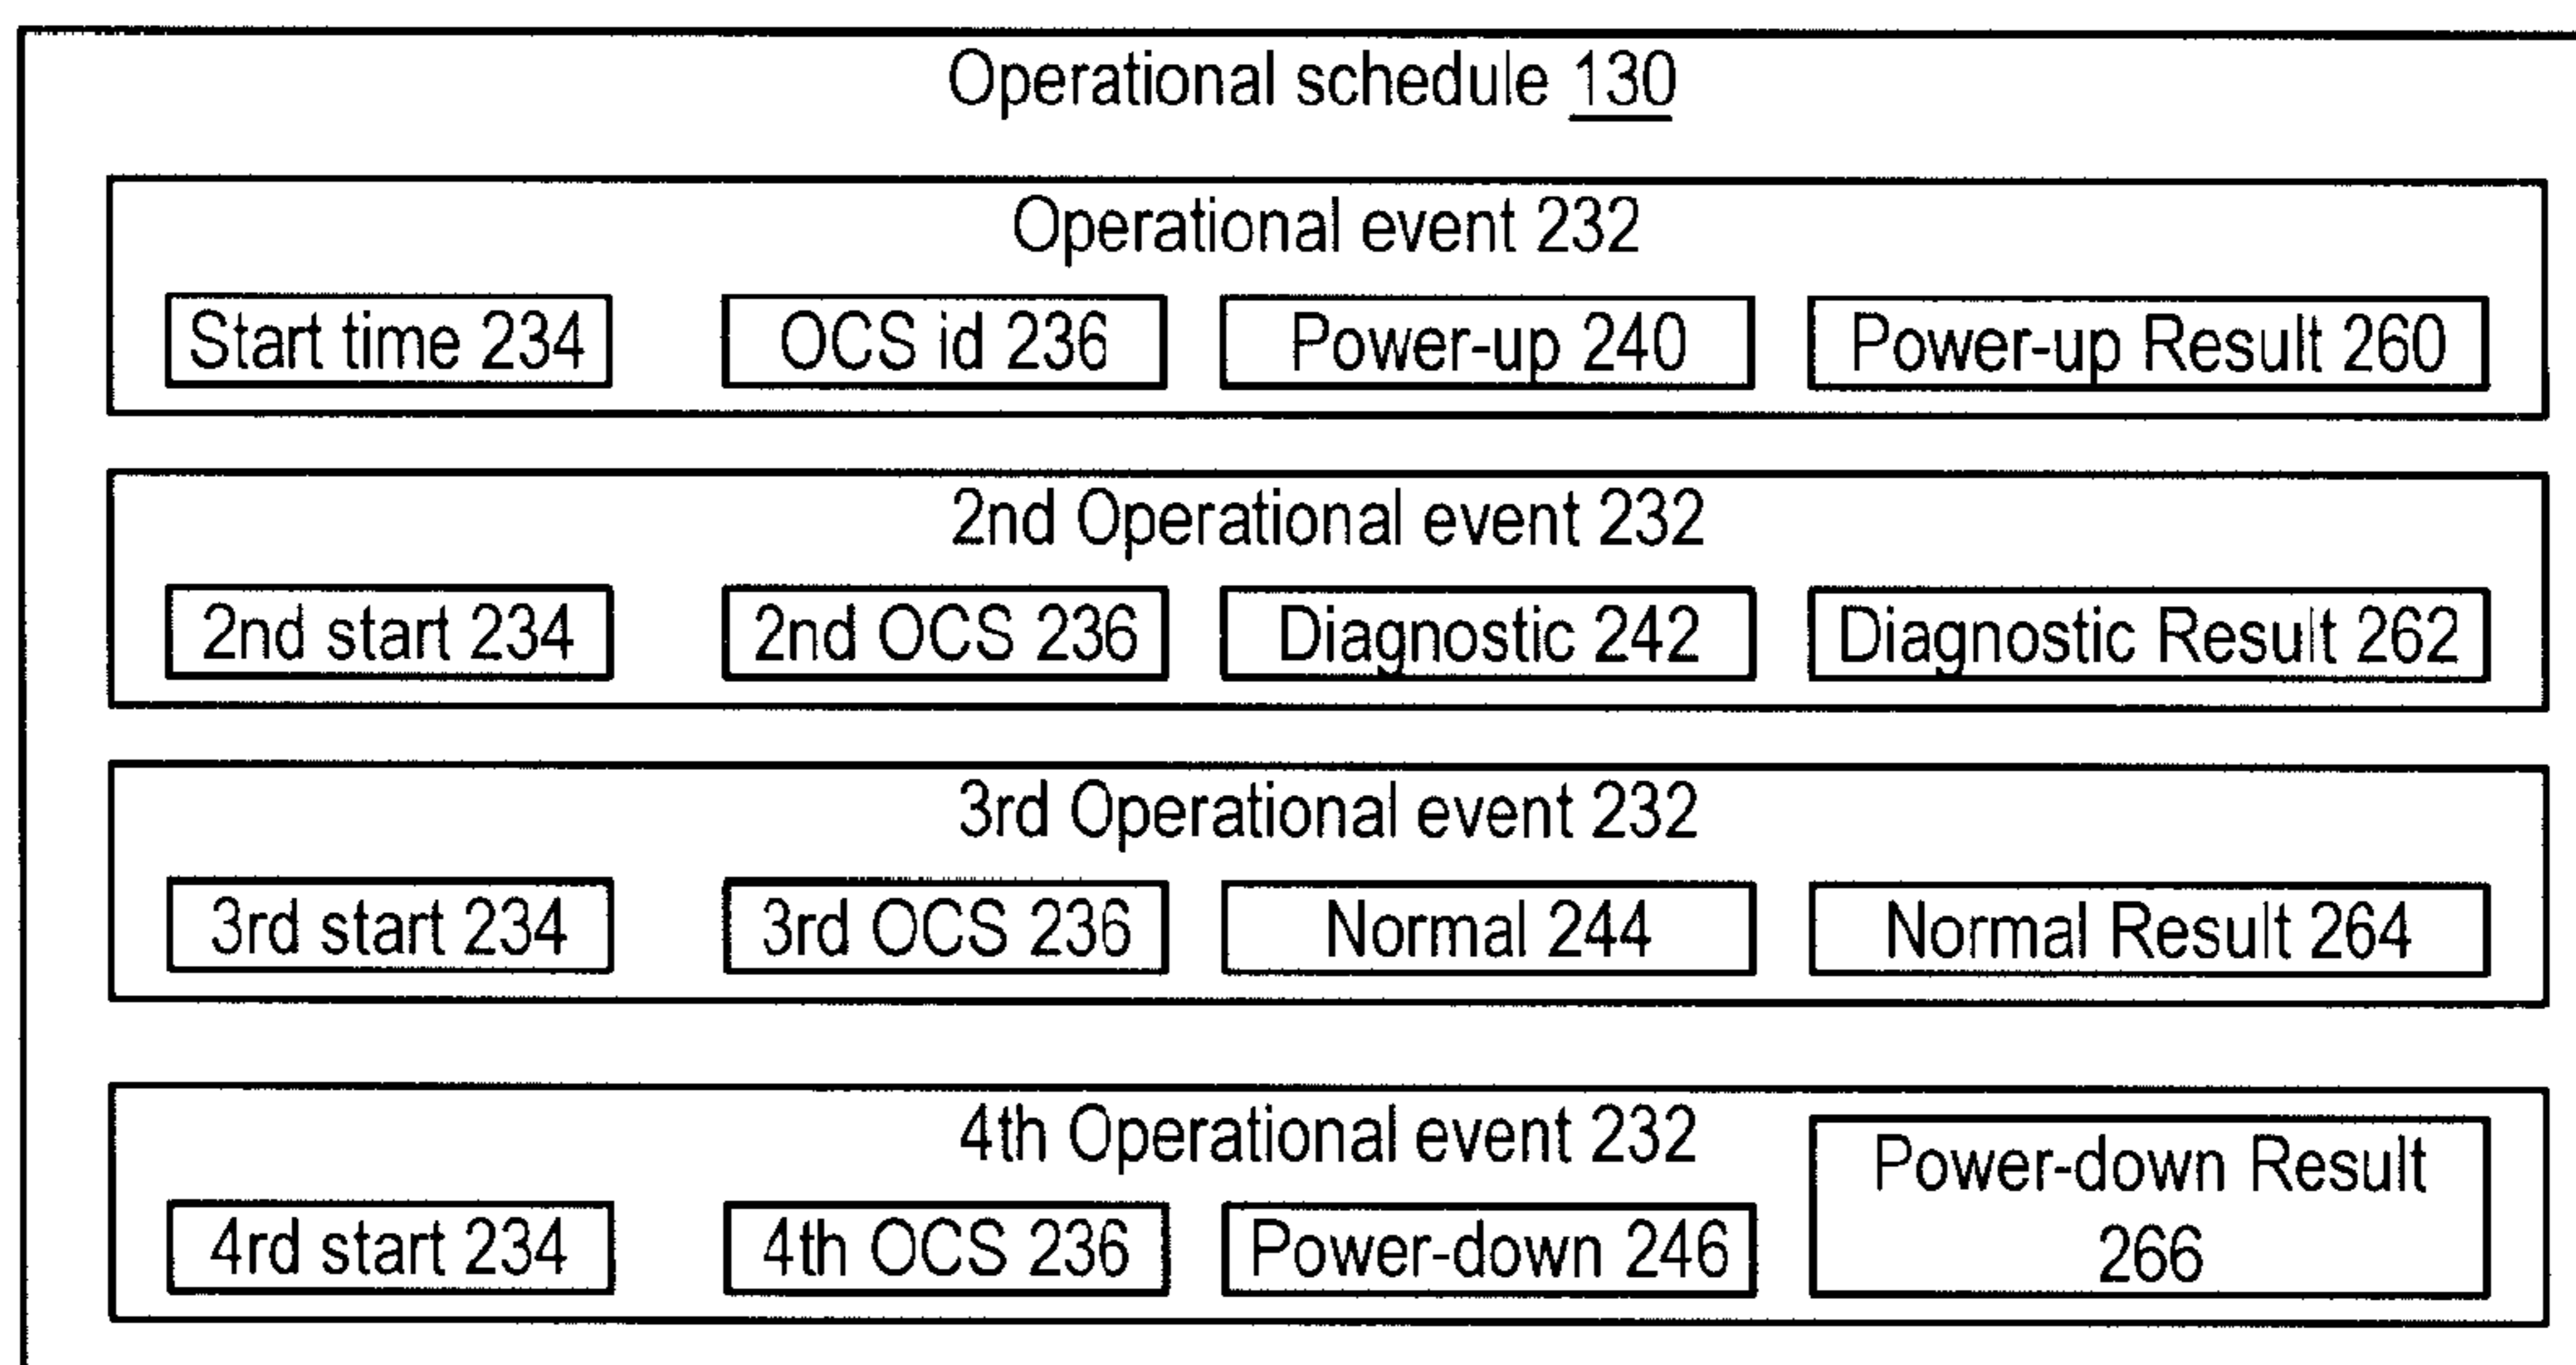 Operational schedule 130
Operational event 232
Start time 234 OCS id 236 Power-up 240 Power-up Result 260
2nd Operational event 232
2nd start 234 2nd OCS 236 Diagnostic 242 Diagnostic Result 262
3rd Operational event 232
3rd start 234 3rd OCS 236 Normal 244 Normal Result 264
4th Operational event 232
4rd start 234 4th OCS 236 Power-down 246 Power-down Result
266